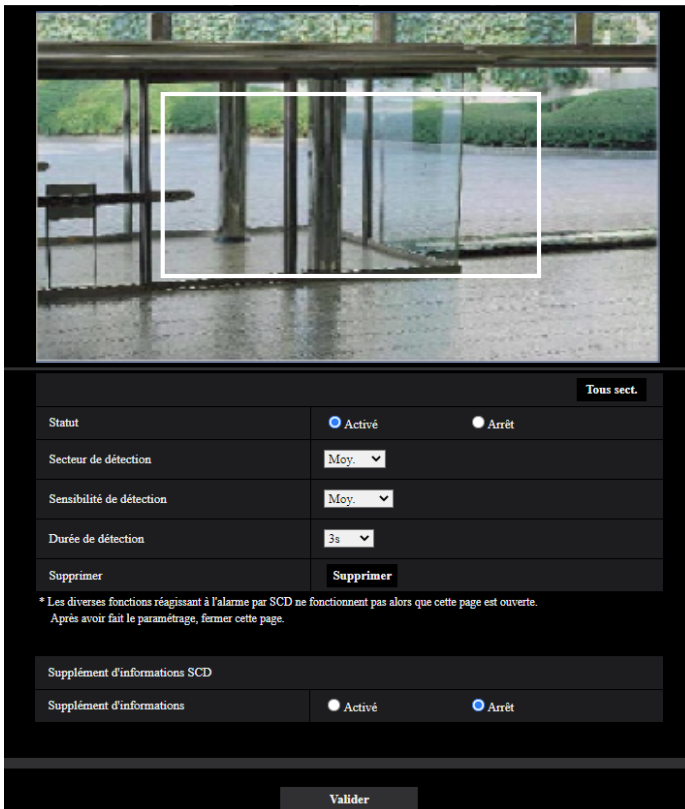 Tous sect.
Statut Activé Arrêt
Secteur de détection Moy.
Sensibilité de détection Moy.
Durée de détection 3s
Supprimer Supprimer
* Les diverses fonctions réagissant à l'alarme par SCD ne fonctionnent pas alors que cette page est ouverte.
Après avoir fait le paramétrage, fermer cette page.
Supplément d'informations SCD
Supplément d'informations Activé Arrêt
Valider